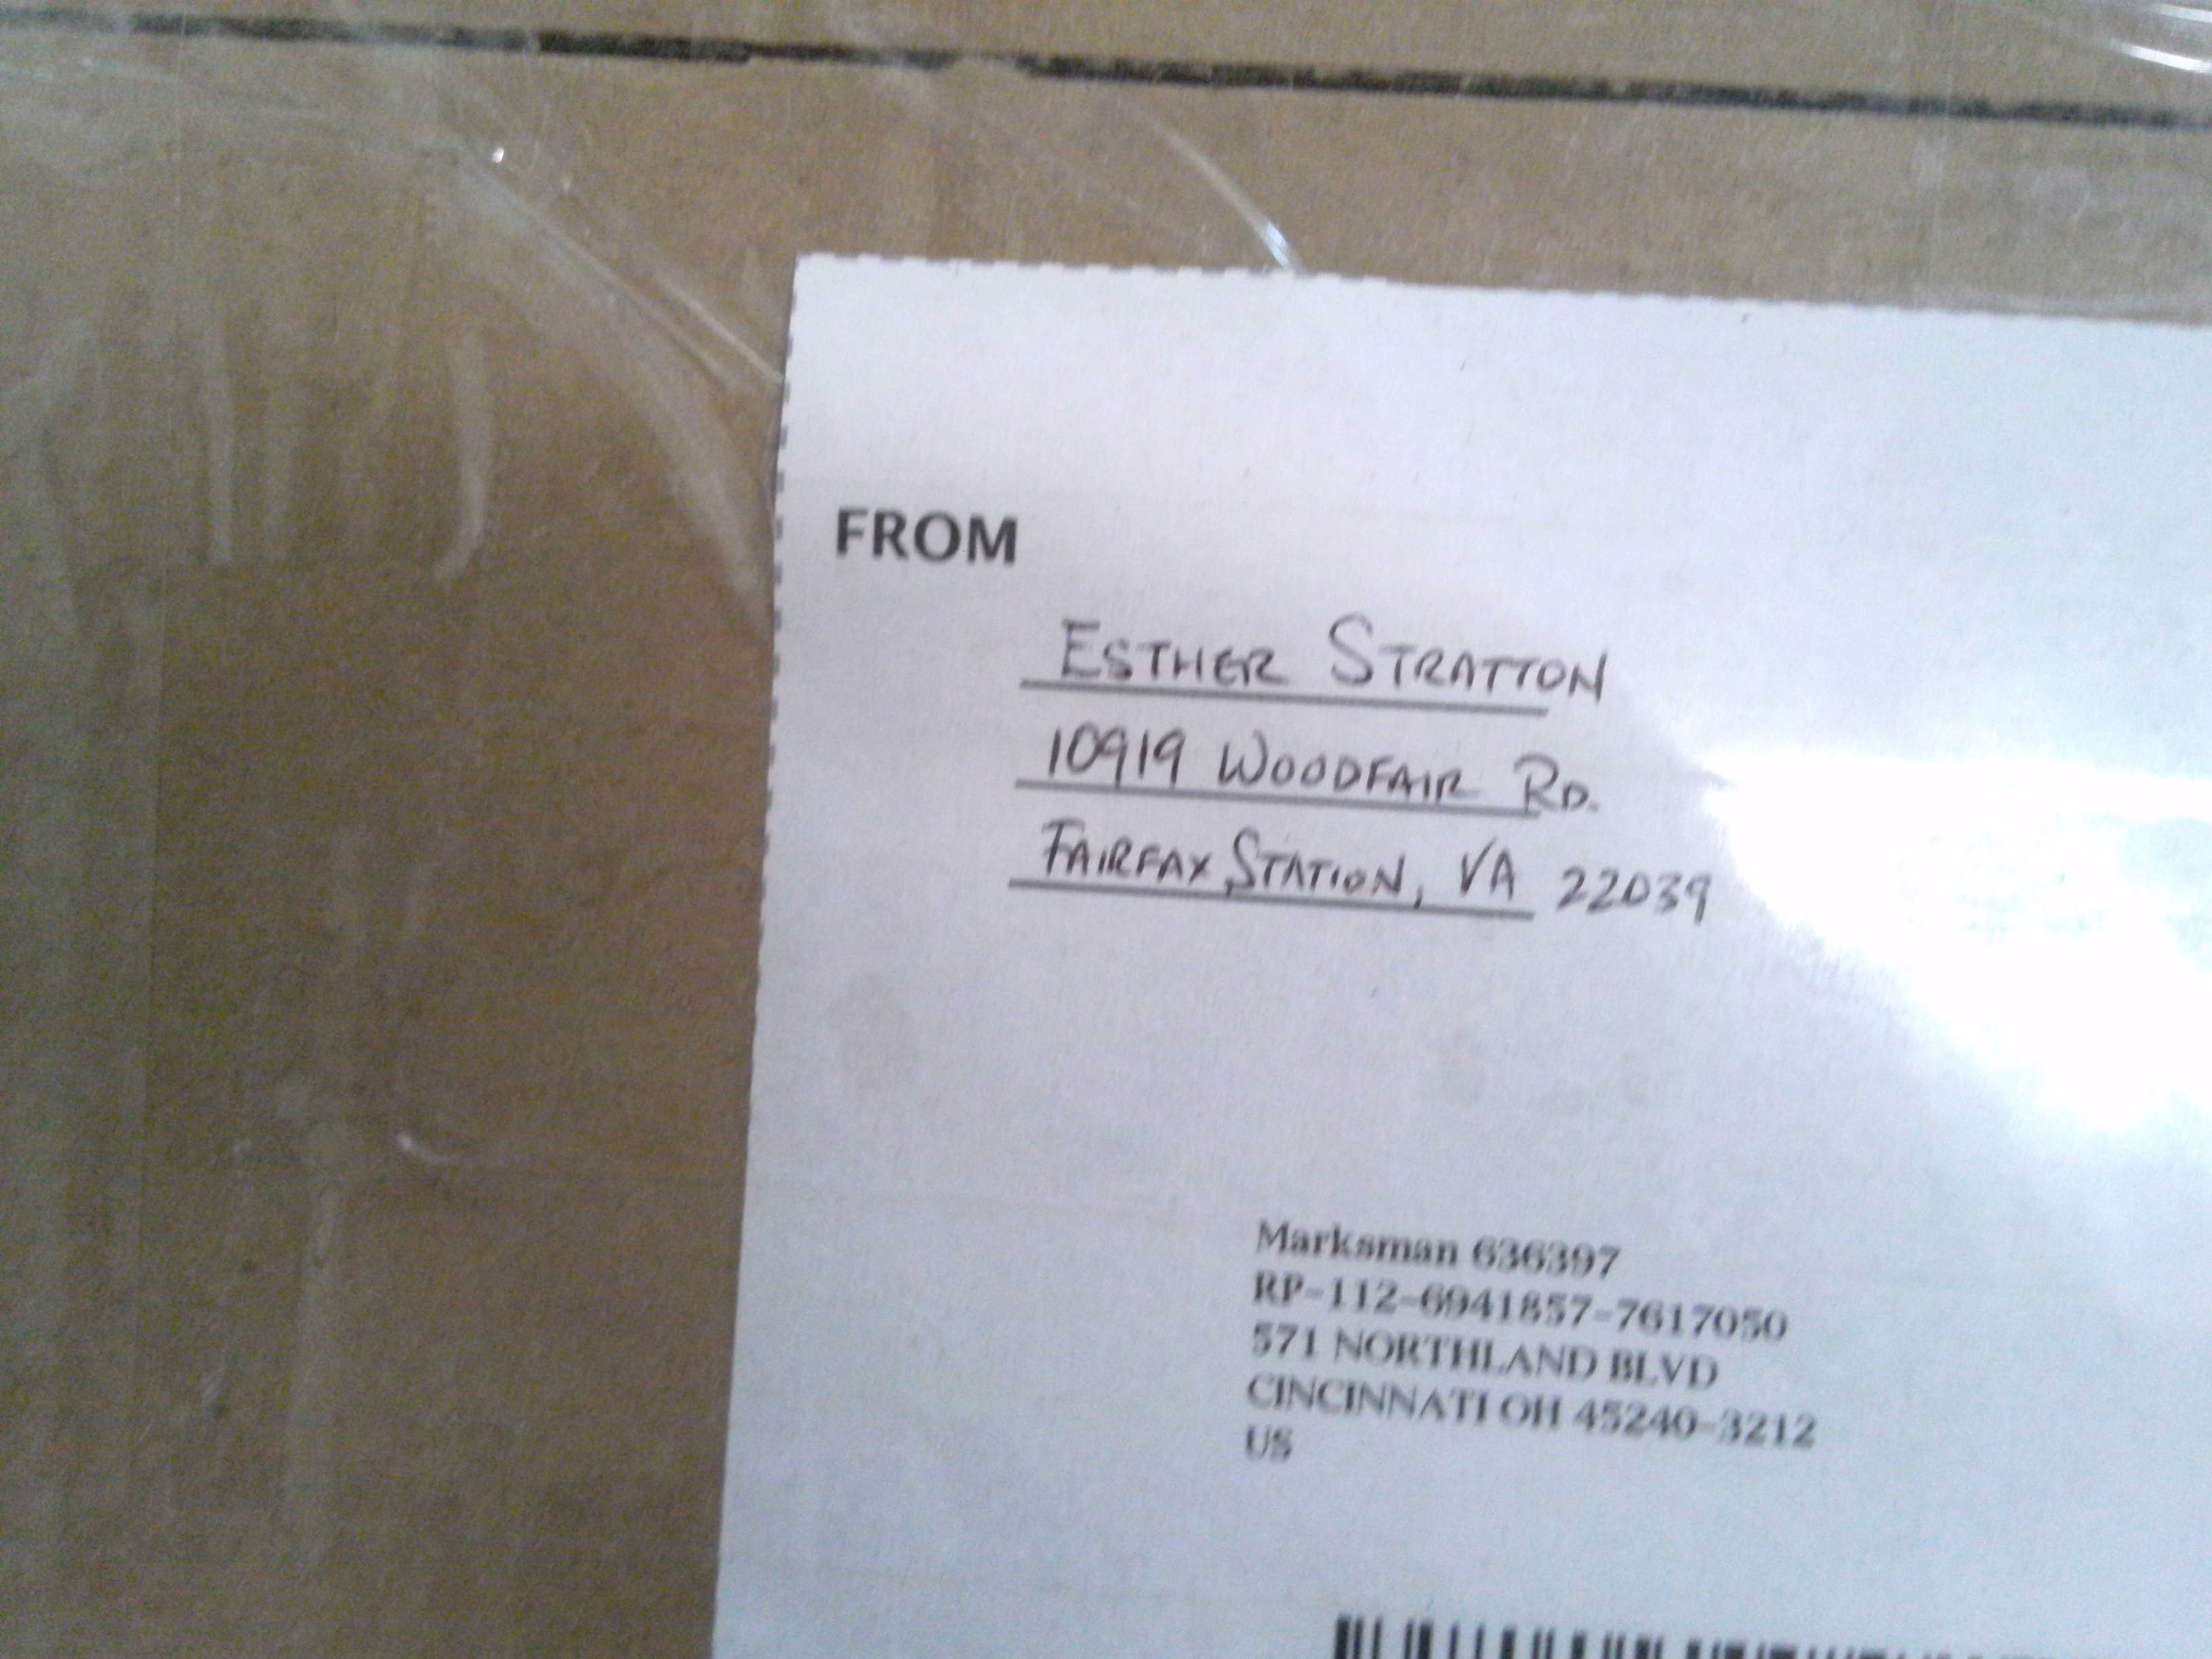 FROM
ESTHER STRATTON
10919 WOODFAIR RD.
FAIRFAX STATION, VA 22039
Marksman 636397
RP-112-6941857-7617050
571 NORTHLAND BLVD
CINCINNATI OH 45240-3212
US